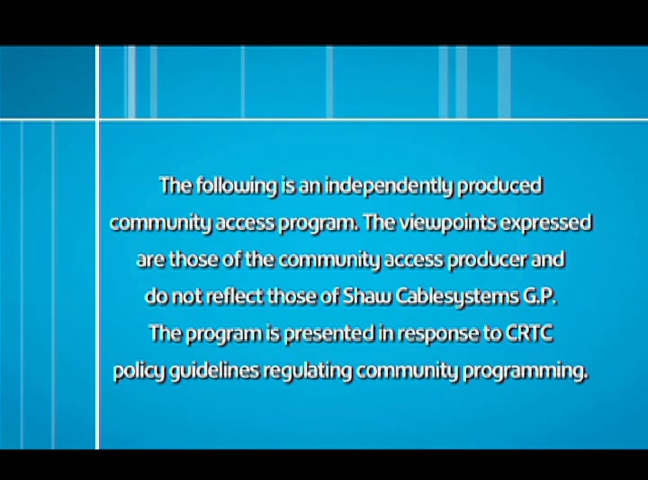 The following is an independently produced
community access program. The viewpoints expressed
are those of the community access producer and
do not reflect those of Shaw Cablesystems G.P.
The program is presented in response to CRTC
policy guidelines regulating community programming.